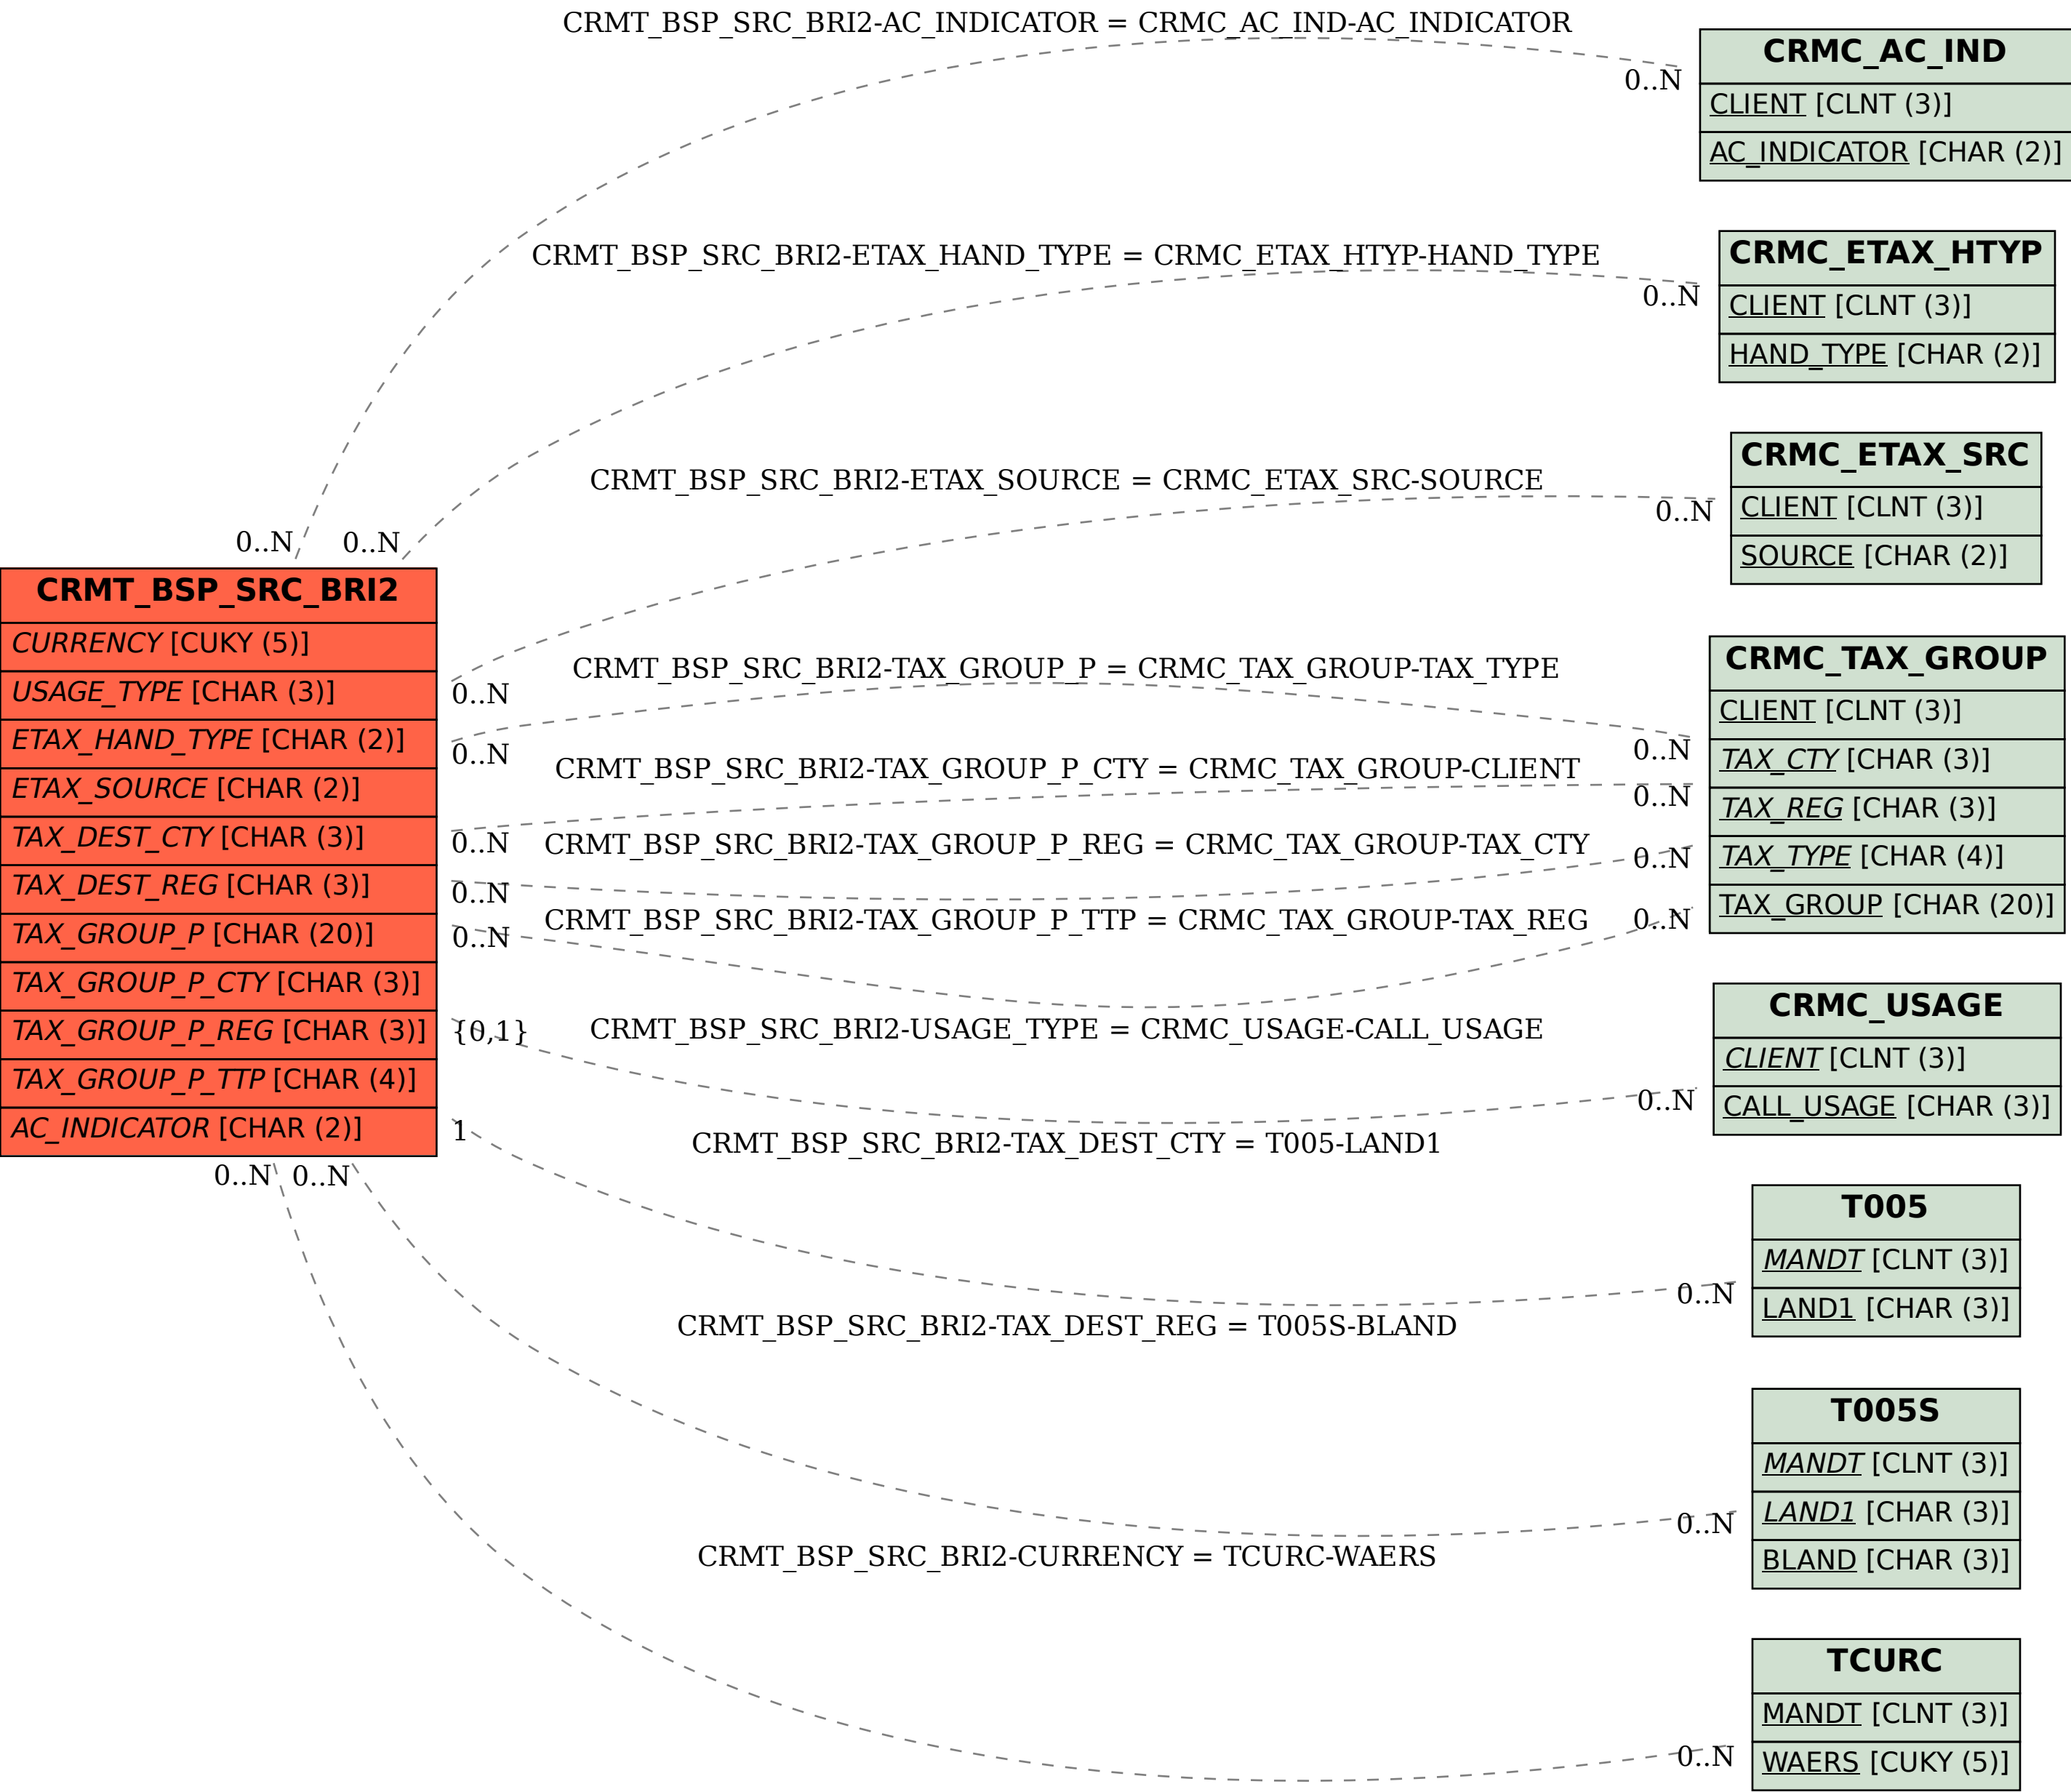 CRMT_BSP_SRC_BRI2-AC_INDICATOR = CRMC_AC_IND-AC_INDICATOR
0..N
CRMC_AC_IND
CLIENT [CLNT (3)]
AC_INDICATOR [CHAR (2)]
CRMT_BSP_SRC_BRI2-ETAX_HAND_TYPE = CRMC_ETAX_HTYP-HAND_TYPE
0..N
CRMC_ETAX_HTYP
CLIENT [CLNT (3)]
HAND_TYPE [CHAR (2)]
CRMT_BSP_SRC_BRI2-ETAX_SOURCE = CRMC_ETAX_SRC-SOURCE
0..N
CRMC_ETAX_SRC
CLIENT [CLNT (3)]
SOURCE [CHAR (2)]
0..N
0..N
CRMT_BSP_SRC_BRI2
CURRENCY [CUKY (5)]
USAGE_TYPE [CHAR (3)]
ETAX_HAND_TYPE [CHAR (2)]
ETAX_SOURCE [CHAR (2)]
TAX_DEST_CTY [CHAR (3)]
TAX_DEST_REG [CHAR (3)]
TAX_GROUP_P [CHAR (20)]
TAX_GROUP_P_CTY [CHAR (3)]
TAX_GROUP_P_REG [CHAR (3)]
TAX_GROUP_P_TTP [CHAR (4)]
AC_INDICATOR [CHAR (2)]
0..N
0..N
0..N
0..N
0..N
0..N
0..N
{0,1}
1
CRMT_BSP_SRC_BRI2-TAX_GROUP_P = CRMC_TAX_GROUP-TAX_TYPE
0..N
CRMT_BSP_SRC_BRI2-TAX_GROUP_P_CTY = CRMC_TAX_GROUP-CLIENT
0..N
CRMT_BSP_SRC_BRI2-TAX_GROUP_P_REG = CRMC_TAX_GROUP-TAX_CTY
0..N
CRMT_BSP_SRC_BRI2-TAX_GROUP_P_TTP = CRMC_TAX_GROUP-TAX_REG
0..N
CRMC_TAX_GROUP
CLIENT [CLNT (3)]
TAX_CTY [CHAR (3)]
TAX_REG [CHAR (3)]
TAX_TYPE [CHAR (4)]
TAX_GROUP [CHAR (20)]
CRMT_BSP_SRC_BRI2-USAGE_TYPE = CRMC_USAGE-CALL_USAGE
0..N
CRMC_USAGE
CLIENT [CLNT (3)]
CALL_USAGE [CHAR (3)]
CRMT_BSP_SRC_BRI2-TAX_DEST_CTY = T005-LAND1
0..N
T005
MANDT [CLNT (3)]
LAND1 [CHAR (3)]
CRMT_BSP_SRC_BRI2-TAX_DEST_REG = T005S-BLAND
0..N
T005S
MANDT [CLNT (3)]
LAND1 [CHAR (3)]
BLAND [CHAR (3)]
CRMT_BSP_SRC_BRI2-CURRENCY = TCURC-WAERS
0..N
TCURC
MANDT [CLNT (3)]
WAERS [CUKY (5)]